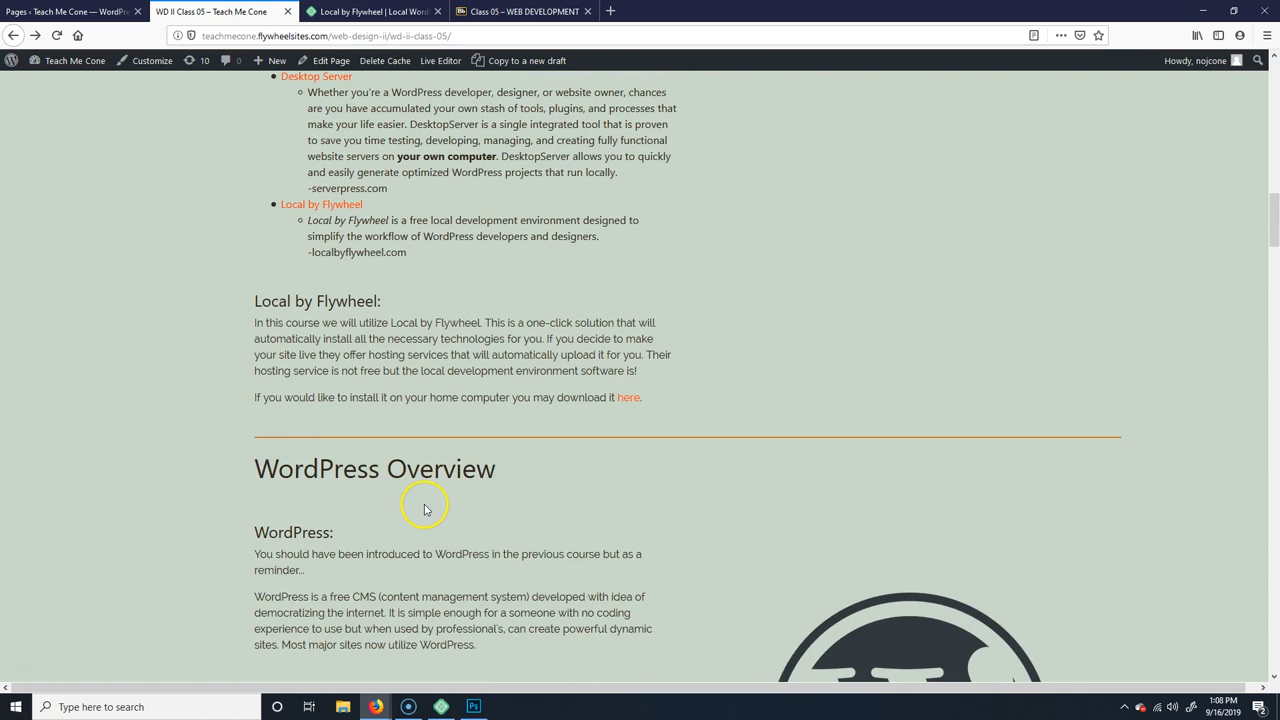 Pages ‹ Teach Me Cone — WordPr
WD II Class 05 – Teach Me Cone
Local by Flywheel | Local Word
Class 05 – WEB DEVELOPMENT
teachmecone.flywheelsites.com/web-design-ii/wd-ii-class-05/
Teach Me Cone
Customize
10
0
New
Edit Page
Delete Cache
Live Editor
Copy to a new draft
Howdy, nojcone
Desktop Server
Whether you're a WordPress developer, designer, or website owner, chances
are you have accumulated your own stash of tools, plugins, and processes that
make your life easier. DesktopServer is a single integrated tool that is proven
to save you time testing, developing, managing, and creating fully functional
website servers on your own computer. DesktopServer allows you to quickly
and easily generate optimized WordPress projects that run locally.
-serverpress.com
Local by Flywheel
Local by Flywheel is a free local development environment designed to
simplify the workflow of WordPress developers and designers.
-localbyflywheel.com
Local by Flywheel:
In this course we will utilize Local by Flywheel. This is a one-click solution that will
automatically install all the necessary technologies for you. If you decide to make
your site live they offer hosting services that will automatically upload it for you. Their
hosting service is not free but the local development environment software is!
If you would like to install it on your home computer you may download it here.
WordPress Overview
WordPress:
You should have been introduced to WordPress in the previous course but as a
reminder...
WordPress is a free CMS (content management system) developed with idea of
democratizing the internet. It is simple enough for a someone with no coding
experience to use but when used by professional's, can create powerful dynamic
sites. Most major sites now utilize WordPress.
Type here to search
Ps
1:08 PM
9/16/2019
2